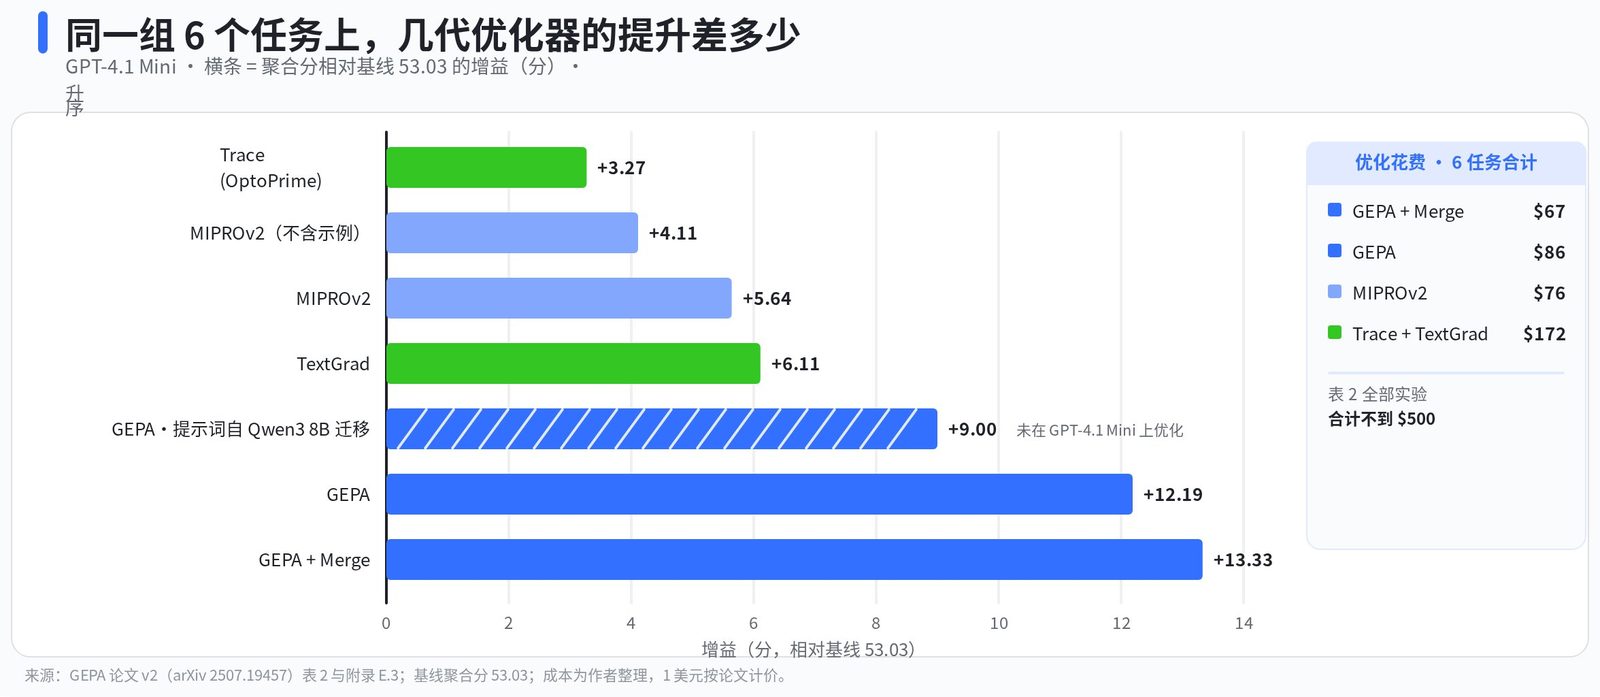 同一组 6 个任务上，几代优化器的提升差多少
GPT-4.1 Mini · 横条 = 聚合分相对基线 53.03 的增益（分）·
升
序
Trace
(OptoPrime)
+3.27
MIPROv2（不含示例）
+4.11
MIPROv2
+5.64
TextGrad
+6.11
GEPA·提示词自 Qwen3 8B 迁移
+9.00
未在 GPT-4.1 Mini 上优化
GEPA
+12.19
GEPA + Merge
+13.33
0 2 4 6 8 10 12 14
增益（分，相对基线 53.03）
优化花费 · 6 任务合计
GEPA + Merge $67
GEPA $86
MIPROv2 $76
Trace + TextGrad $172
表 2 全部实验
合计不到 $500
来源：GEPA 论文 v2（arXiv 2507.19457）表 2 与附录 E.3；基线聚合分 53.03；成本为作者整理，1 美元按论文计价。